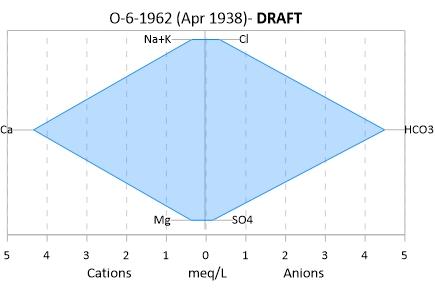 O-6-1962 (Apr 1938)- DRAFT
Na+K Cl
Ca HCO3
Mg SO4
5 4 3 2 1 0 1 2 3 4 5
Cations meq/L Anions